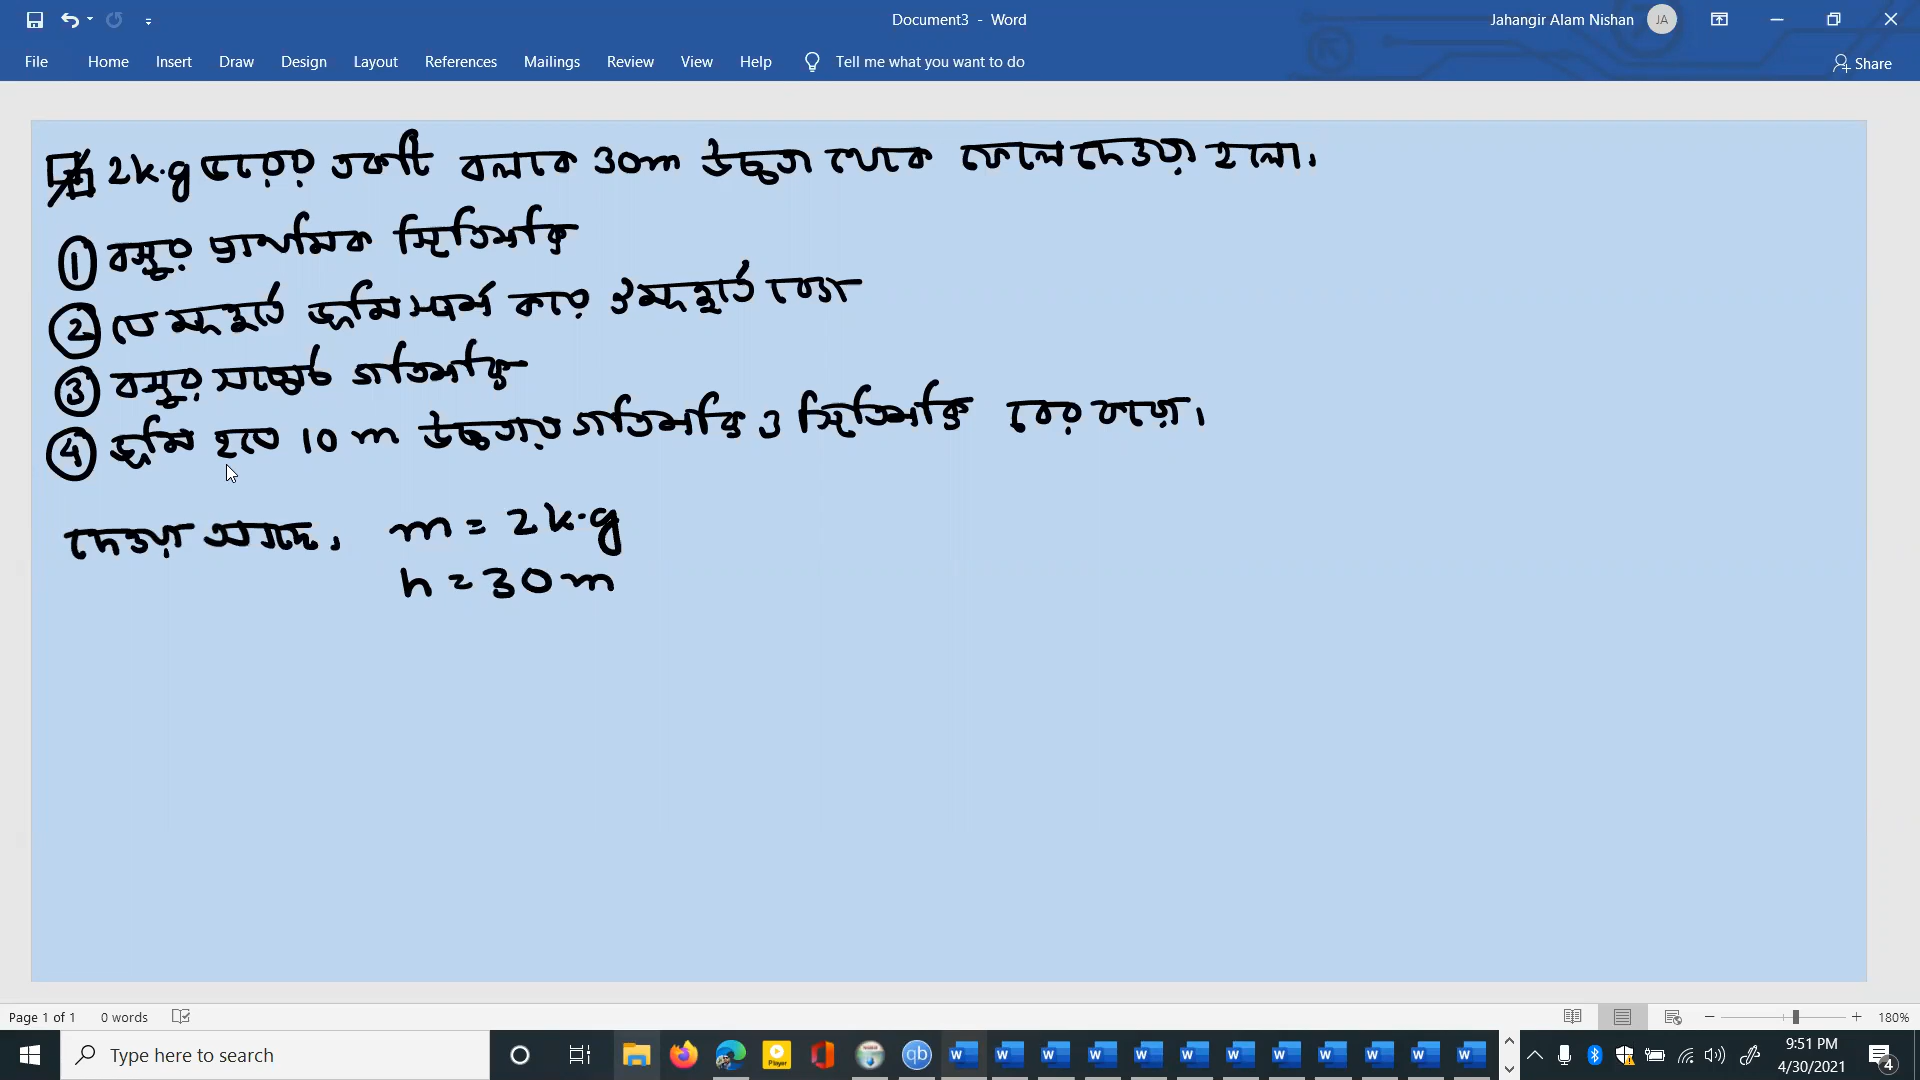 Document3 - Word
Jahangir Alam Nishan JA
File Home Insert Draw Design Layout References Mailings Review View Help Tell me what you want to do Share
2k.g ভরের একটি বলকে 30m উচ্চতা থেকে ফেলে দেওয়া হলো।
① বস্তুর প্রাথমিক স্থিতিশক্তি
② যে মুহূর্তে ভূমি স্পর্শ করে ঐ মুহূর্তে বেগ
③ বস্তুর সর্বোচ্চ গতিশক্তি
④ ভূমি হতে 10 m উচ্চতায় গতিশক্তি ও স্থিতিশক্তি বের করো।
দেওয়া আছে, m = 2k.g
h = 30m
Page 1 of 1 0 words 180%
Type here to search
9:51 PM
4/30/2021
4